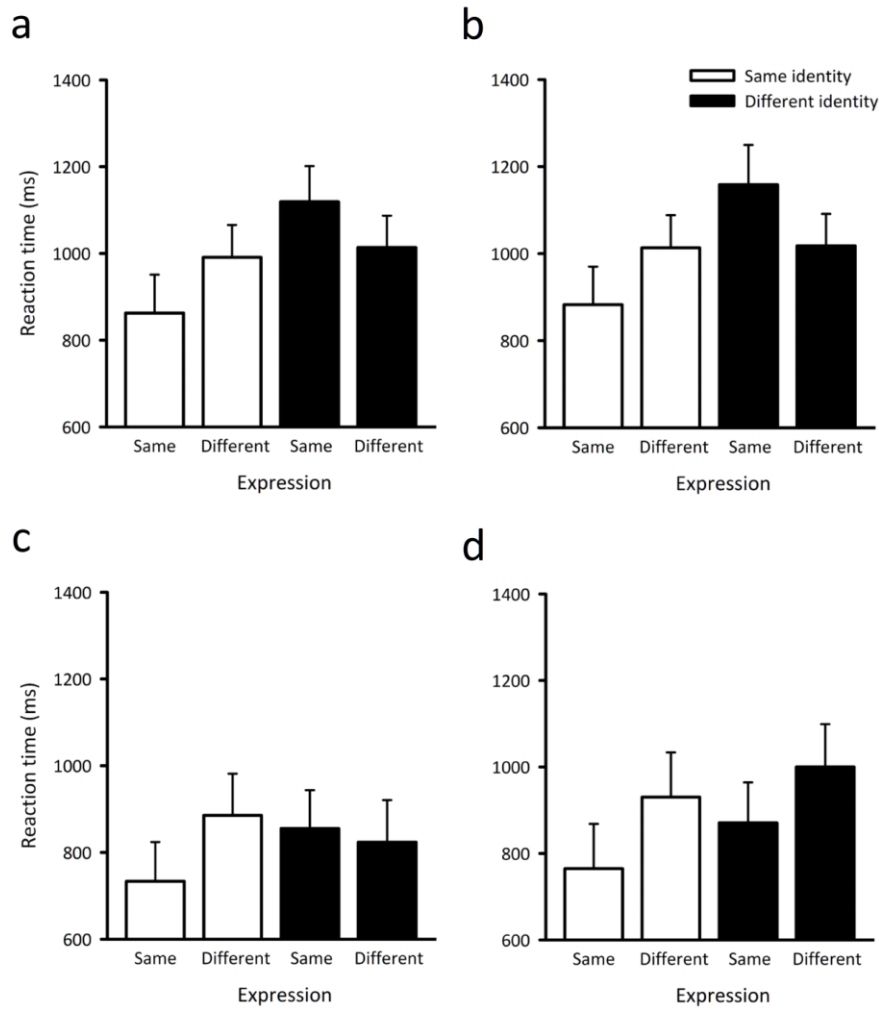 a
1400
1200
1000
800
600
Reaction time (ms)
Same Different Same Different
Expression
b
Same identity
Different identity
1400
1200
1000
800
600
Same Different Same Different
Expression
c
1400
1200
1000
800
600
Reaction time (ms)
Same Different Same Different
Expression
d
1400
1200
1000
800
600
Same Different Same Different
Expression